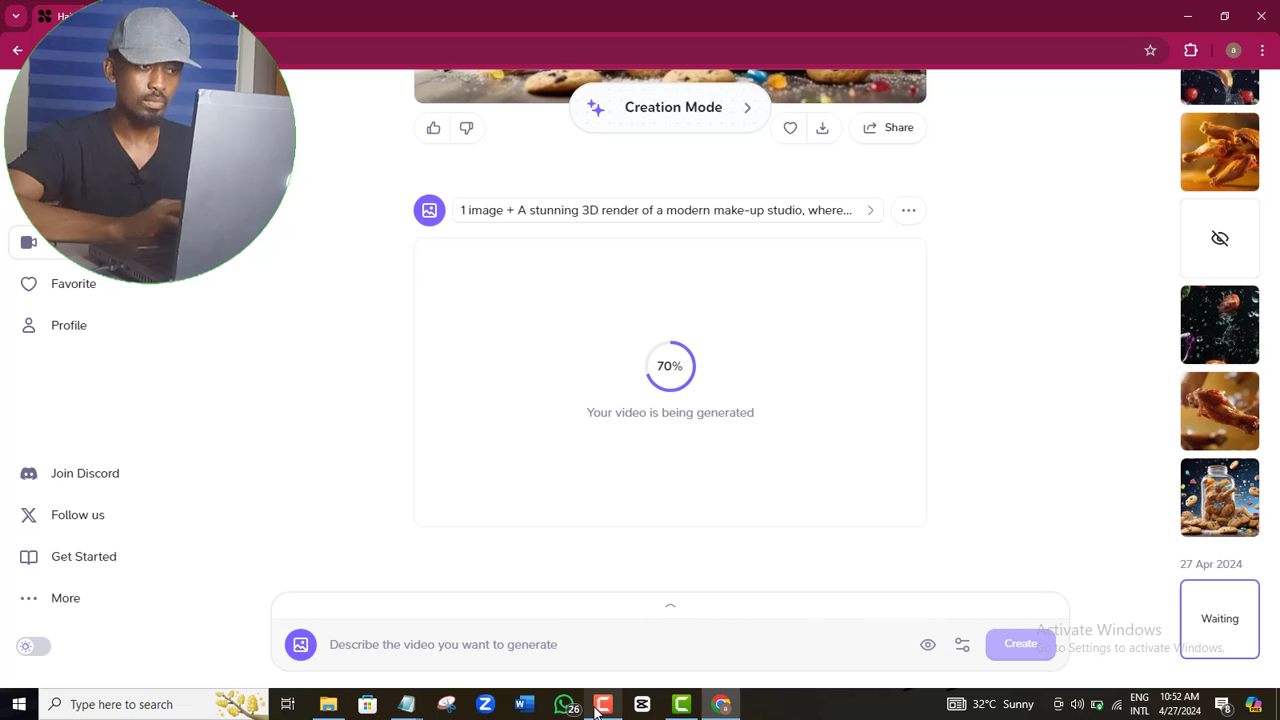 Hai
a
Creation Mode
Share
1 image + A stunning 3D render of a modern make-up studio, where...
70%
Your video is being generated
Favorite
Profile
Join Discord
Follow us
Get Started
More
27 Apr 2024
Waiting
Describe the video you want to generate
Create
Activate Windows
Go to Settings to activate Windows.
Type here to search
26
32°C Sunny
ENG
INTL
10:52 AM
4/27/2024
8